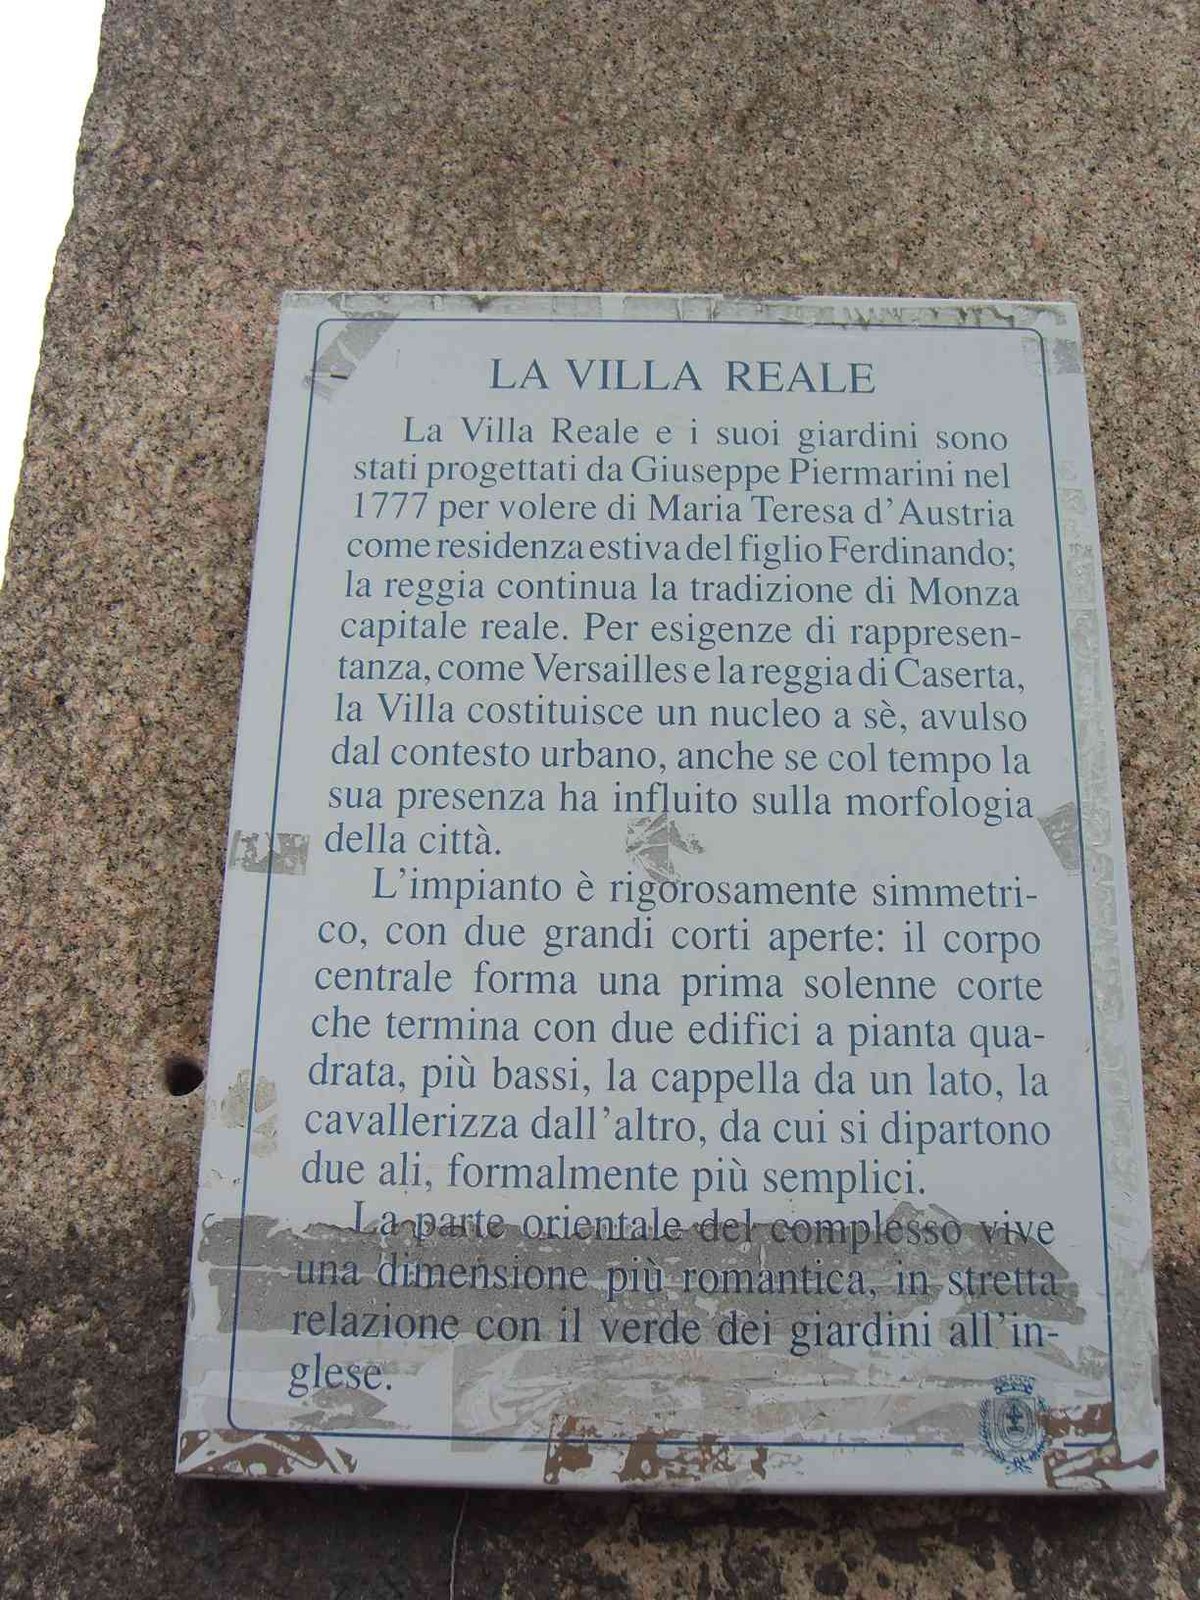 LA VILLA REALE
La Villa Reale e i suoi giardini sono
stati progettati da Giuseppe Piermarini nel
1777 per volere di Maria Teresa d'Austria
come residenza estiva del figlio Ferdinando;
la reggia continua la tradizione di Monza
capitale reale. Per esigenze di rappresen-
tanza, come Versailles e la reggia di Caserta,
la Villa costituisce un nucleo a sè, avulso
dal contesto urbano, anche se col tempo la
sua presenza ha influito sulla morfologia
della città.
L'impianto è rigorosamente simmetri-
co, con due grandi corti aperte: il corpo
centrale forma una prima solenne corte
che termina con due edifici a pianta qua-
drata, più bassi, la cappella da un lato, la
cavallerizza dall'altro, da cui si dipartono
due ali, formalmente più semplici.
La parte orientale del complesso vive
una dimensione più romantica, in stretta
relazione con il verde dei giardini all'in-
glese.